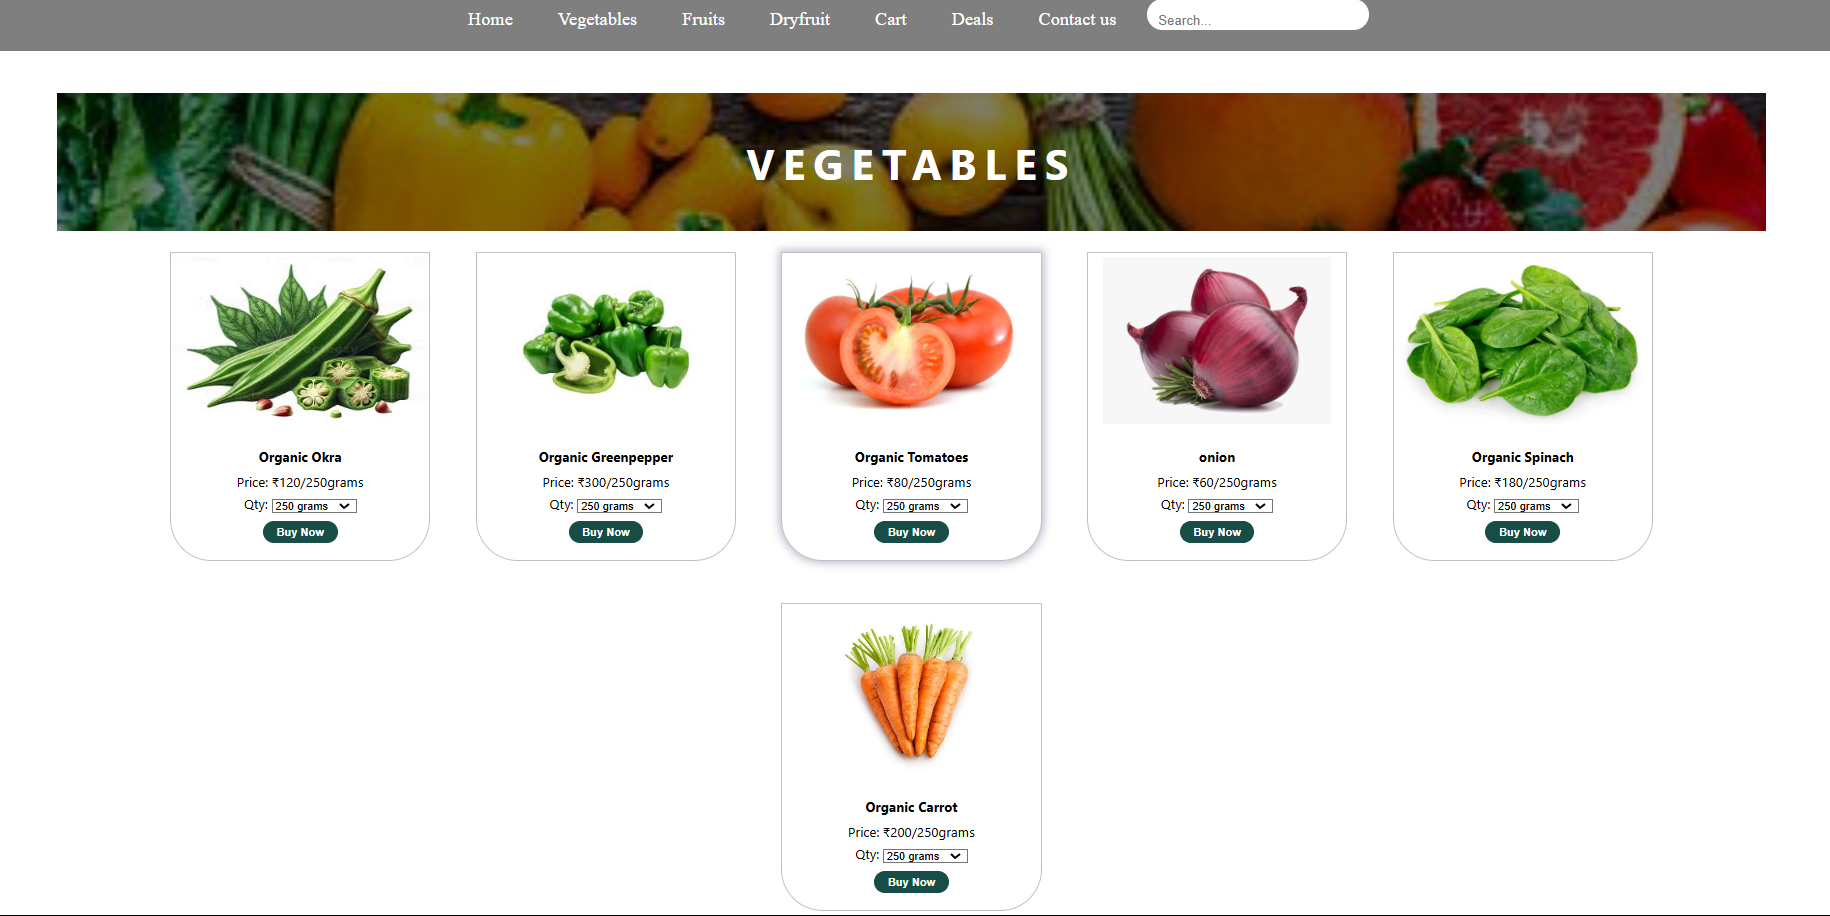 Home Vegetables Fruits Dryfruit Cart Deals Contact us Search...
VEGETABLES
Organic Okra
Price: ₹120/250grams
Qty: 250 grams
Buy Now
Organic Greenpepper
Price: ₹300/250grams
Qty: 250 grams
Buy Now
Organic Tomatoes
Price: ₹80/250grams
Qty: 250 grams
Buy Now
onion
Price: ₹60/250grams
Qty: 250 grams
Buy Now
Organic Spinach
Price: ₹180/250grams
Qty: 250 grams
Buy Now
Organic Carrot
Price: ₹200/250grams
Qty: 250 grams
Buy Now